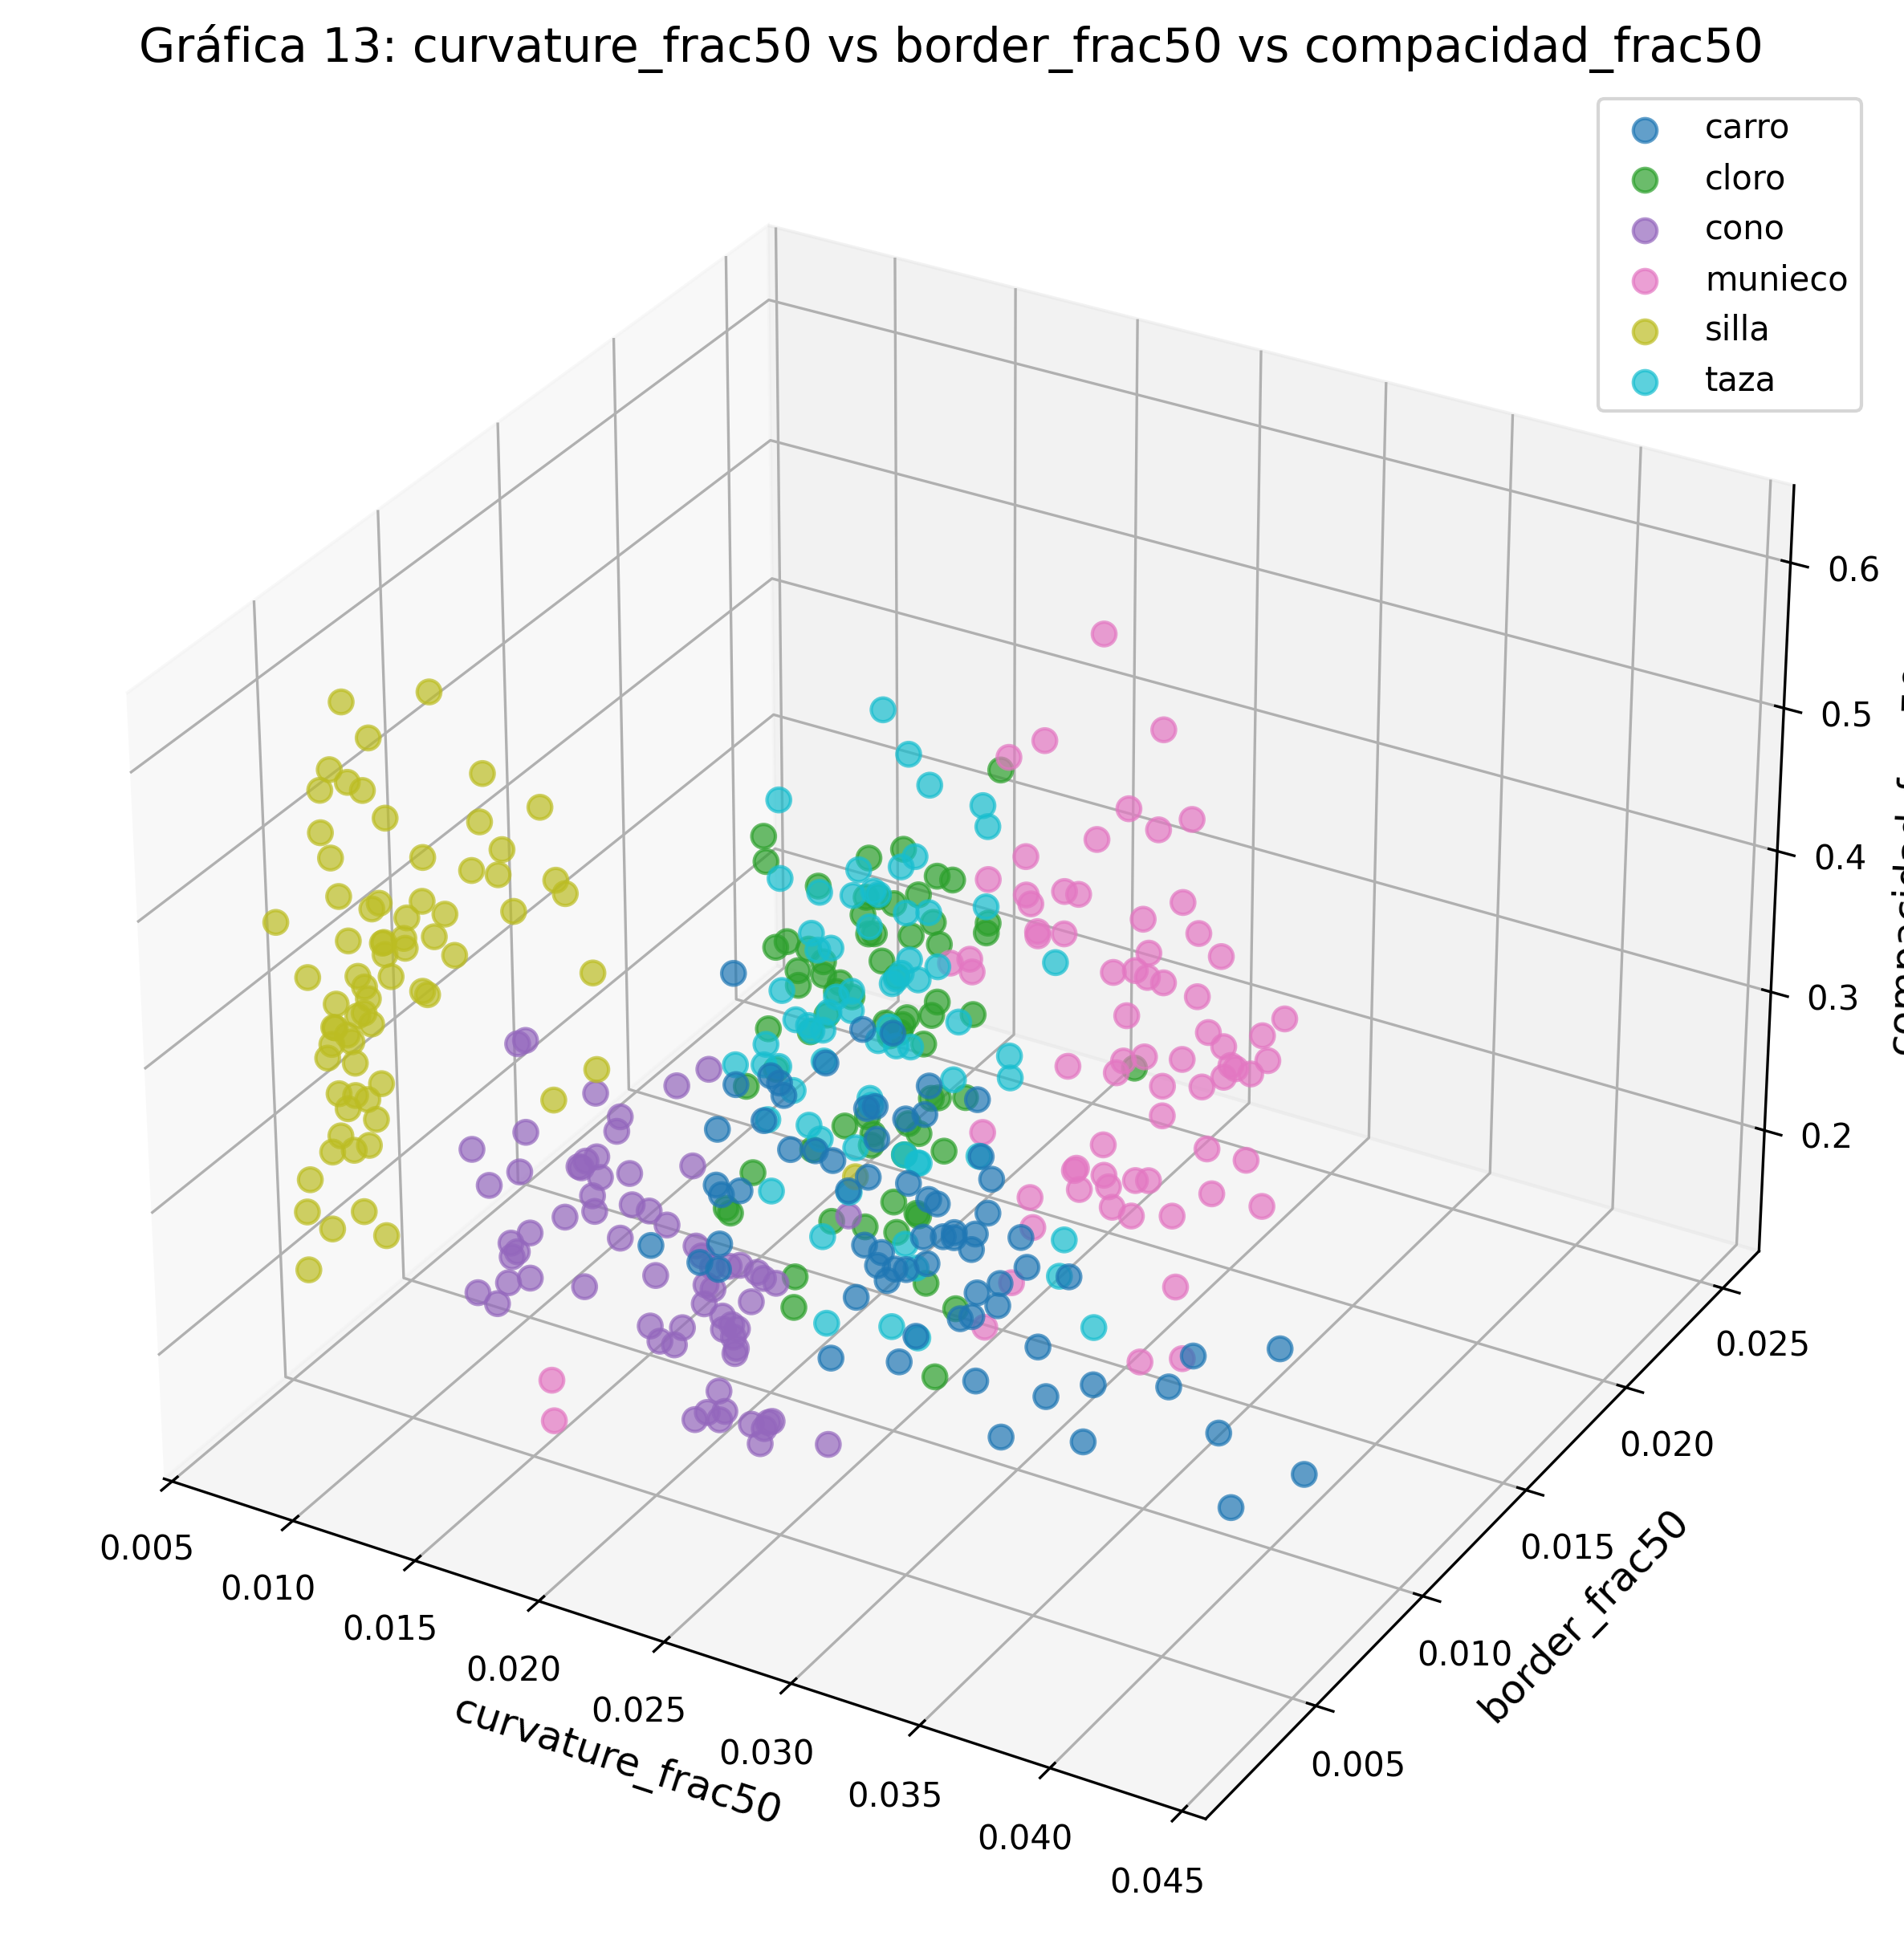 Gráfica 13: curvature_frac50 vs border_frac50 vs compacidad_frac50
carro
cloro
cono
munieco
silla
taza
0.6
0.5
0.4
0.3
0.2
0.025
0.020
0.015
0.010
0.005
border_frac50
0.005
0.010
0.015
0.020
0.025
0.030
0.035
0.040
0.045
curvature_frac50